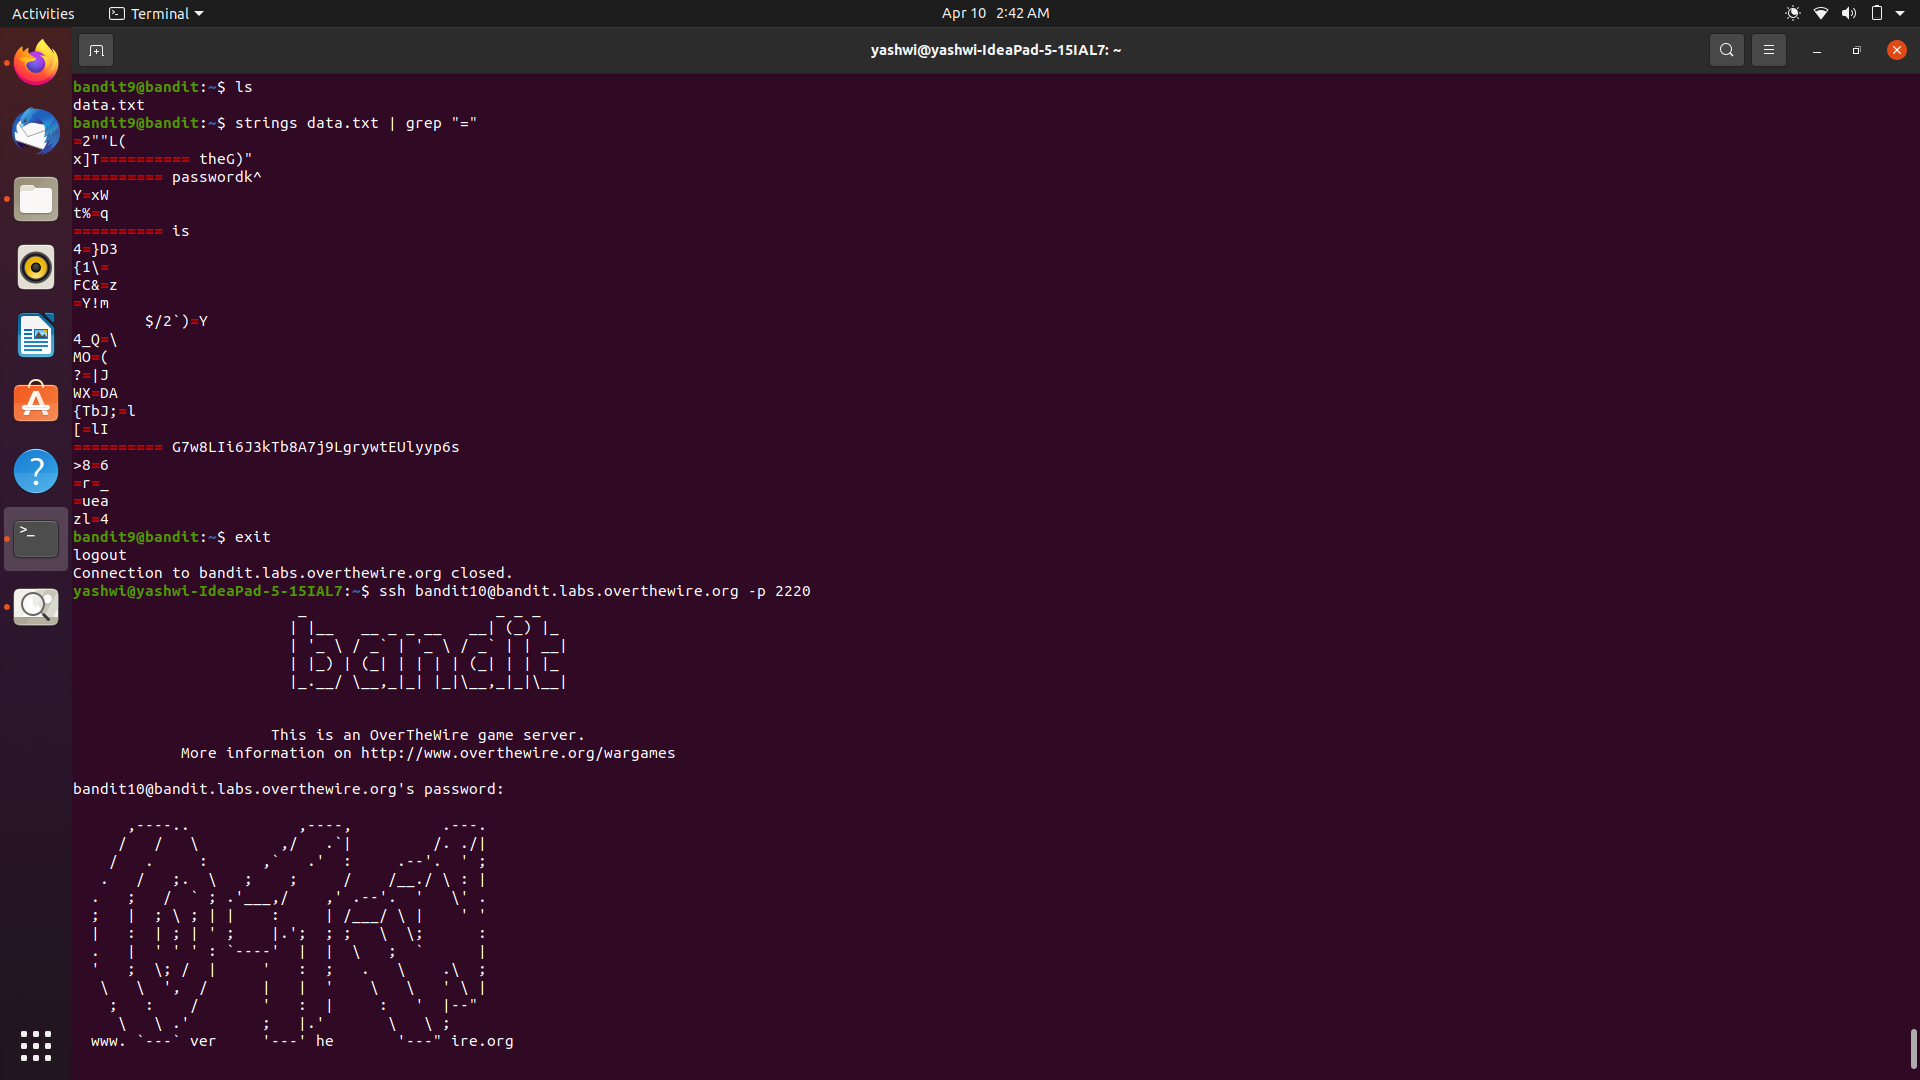 Activities
Terminal
Apr 10 2:42 AM
yashwi@yashwi-IdeaPad-5-15IAL7: ~
bandit9@bandit:~$ ls
data.txt
bandit9@bandit:~$ strings data.txt | grep "="
=2""L(
x]T========== theG)"
========== passwordk^
Y=xW
t%=q
========== is
4=}D3
{1\=
FC&=z
=Y!m
        $/2`)=Y
4_Q=\
MO=(
?=|J
WX=DA
{TbJ;=l
[=lI
========== G7w8LIi6J3kTb8A7j9LgrywtEUlyyp6s
>8=6
=r=_
=uea
zl=4
bandit9@bandit:~$ exit
logout
Connection to bandit.labs.overthewire.org closed.
yashwi@yashwi-IdeaPad-5-15IAL7:~$ ssh bandit10@bandit.labs.overthewire.org -p 2220
bandit
This is an OverTheWire game server.
More information on http://www.overthewire.org/wargames
bandit10@bandit.labs.overthewire.org's password:
www. `---` ver     '---' he       '---" ire.org